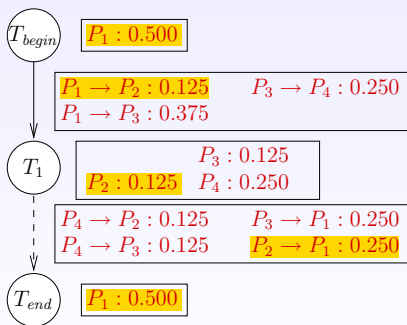 T_begin P_1 : 0.500
P_1 → P_2 : 0.125 P_3 → P_4 : 0.250
P_1 → P_3 : 0.375
P_3 : 0.125
T_1
P_2 : 0.125 P_4 : 0.250
P_4 → P_2 : 0.125 P_3 → P_1 : 0.250
P_4 → P_3 : 0.125 P_2 → P_1 : 0.250
T_end P_1 : 0.500